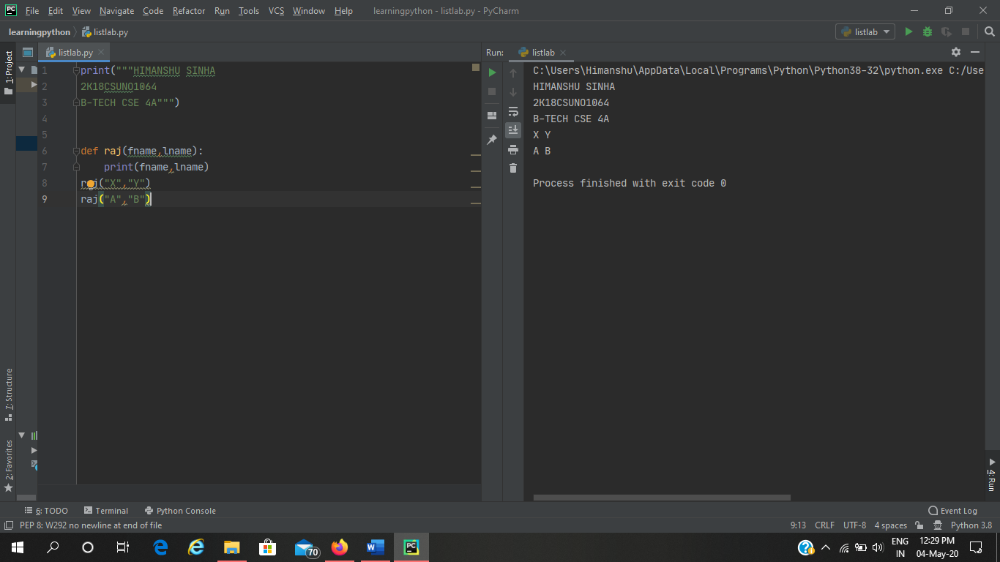 PC File Edit View Navigate Code Refactor Run Tools VCS Window Help learningpython - listlab.py - PyCharm
learningpython listlab.py listlab
1: Project
listlab.py
Run: listlab
1 print("""HIMANSHU SINHA
2 2K18CSUNO1064
3 B-TECH CSE 4A""")
4
5
6 def raj(fname,lname):
7 print(fname,lname)
8 raj("X","Y")
9 raj("A","B")
C:\Users\Himanshu\AppData\Local\Programs\Python\Python38-32\python.exe C:/Use
HIMANSHU SINHA
2K18CSUNO1064
B-TECH CSE 4A
X Y
A B
Process finished with exit code 0
7: Structure
2: Favorites
4: Run
6: TODO Terminal Python Console Event Log
PEP 8: W292 no newline at end of file 9:13 CRLF UTF-8 4 spaces Python 3.8
70 PC ENG 12:29 PM
IN 04-May-20